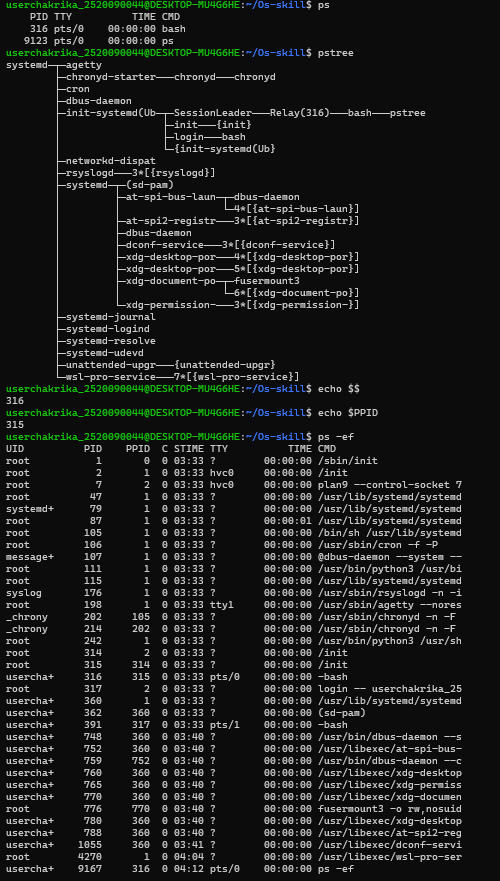 userchakrika_2520090044@DESKTOP-MU4G6HE:~/Os-skill$ ps
    PID TTY          TIME CMD
    316 pts/0    00:00:00 bash
   9123 pts/0    00:00:00 ps
userchakrika_2520090044@DESKTOP-MU4G6HE:~/Os-skill$ pstree
systemd─┬─agetty
        ├─chronyd-starter───chronyd───chronyd
        ├─cron
        ├─dbus-daemon
        ├─init-systemd(Ub─┬─SessionLeader───Relay(316)───bash───pstree
        │                 ├─init───{init}
        │                 ├─login───bash
        │                 └─{init-systemd(Ub}
        ├─networkd-dispat
        ├─rsyslogd───3*[{rsyslogd}]
        ├─systemd─┬─(sd-pam)
        │         ├─at-spi-bus-laun─┬─dbus-daemon
        │         │                 └─4*[{at-spi-bus-laun}]
        │         ├─at-spi2-registr───3*[{at-spi2-registr}]
        │         ├─dbus-daemon
        │         ├─dconf-service───3*[{dconf-service}]
        │         ├─xdg-desktop-por───4*[{xdg-desktop-por}]
        │         ├─xdg-desktop-por───5*[{xdg-desktop-por}]
        │         ├─xdg-document-po─┬─fusermount3
        │         │                 └─6*[{xdg-document-po}]
        │         └─xdg-permission-───3*[{xdg-permission-}]
        ├─systemd-journal
        ├─systemd-logind
        ├─systemd-resolve
        ├─systemd-udevd
        ├─unattended-upgr───{unattended-upgr}
        └─wsl-pro-service───7*[{wsl-pro-service}]
userchakrika_2520090044@DESKTOP-MU4G6HE:~/Os-skill$ echo $$
316
userchakrika_2520090044@DESKTOP-MU4G6HE:~/Os-skill$ echo $PPID
315
userchakrika_2520090044@DESKTOP-MU4G6HE:~/Os-skill$ ps -ef
UID          PID    PPID  C STIME TTY          TIME CMD
root           1       0  0 03:33 ?        00:00:00 /sbin/init
root           2       1  0 03:33 hvc0     00:00:00 /init
root           7       2  0 03:33 hvc0     00:00:00 plan9 --control-socket 7
root          47       1  0 03:33 ?        00:00:00 /usr/lib/systemd/systemd
systemd+      79       1  0 03:33 ?        00:00:00 /usr/lib/systemd/systemd
root          87       1  0 03:33 ?        00:00:01 /usr/lib/systemd/systemd
root         105       1  0 03:33 ?        00:00:00 /bin/sh /usr/lib/systemd
root         106       1  0 03:33 ?        00:00:00 /usr/sbin/cron -f -P
message+     107       1  0 03:33 ?        00:00:00 @dbus-daemon --system --
root         111       1  0 03:33 ?        00:00:00 /usr/bin/python3 /usr/bi
root         115       1  0 03:33 ?        00:00:00 /usr/lib/systemd/systemd
syslog       176       1  0 03:33 ?        00:00:00 /usr/sbin/rsyslogd -n -i
root         198       1  0 03:33 tty1     00:00:00 /usr/sbin/agetty --nores
_chrony      202     105  0 03:33 ?        00:00:00 /usr/sbin/chronyd -n -F
_chrony      214     202  0 03:33 ?        00:00:00 /usr/sbin/chronyd -n -F
root         242       1  0 03:33 ?        00:00:00 /usr/bin/python3 /usr/sh
root         314       2  0 03:33 ?        00:00:00 /init
root         315     314  0 03:33 ?        00:00:00 /init
usercha+     316     315  0 03:33 pts/0    00:00:00 -bash
root         317       2  0 03:33 ?        00:00:00 login -- userchakrika_25
usercha+     360       1  0 03:33 ?        00:00:00 /usr/lib/systemd/systemd
usercha+     362     360  0 03:33 ?        00:00:00 (sd-pam)
usercha+     391     317  0 03:33 pts/1    00:00:00 -bash
usercha+     748     360  0 03:40 ?        00:00:00 /usr/bin/dbus-daemon --s
usercha+     752     360  0 03:40 ?        00:00:00 /usr/libexec/at-spi-bus-
usercha+     759     752  0 03:40 ?        00:00:00 /usr/bin/dbus-daemon --c
usercha+     760     360  0 03:40 ?        00:00:00 /usr/libexec/xdg-desktop
usercha+     765     360  0 03:40 ?        00:00:00 /usr/libexec/xdg-permiss
usercha+     770     360  0 03:40 ?        00:00:00 /usr/libexec/xdg-documen
root         776     770  0 03:40 ?        00:00:00 fusermount3 -o rw,nosuid
usercha+     780     360  0 03:40 ?        00:00:00 /usr/libexec/xdg-desktop
usercha+     788     360  0 03:40 ?        00:00:00 /usr/libexec/at-spi2-reg
usercha+    1055     360  0 03:41 ?        00:00:00 /usr/libexec/dconf-servi
root        4270       1  0 04:04 ?        00:00:00 /usr/libexec/wsl-pro-ser
usercha+    9167     316  0 04:12 pts/0    00:00:00 ps -ef